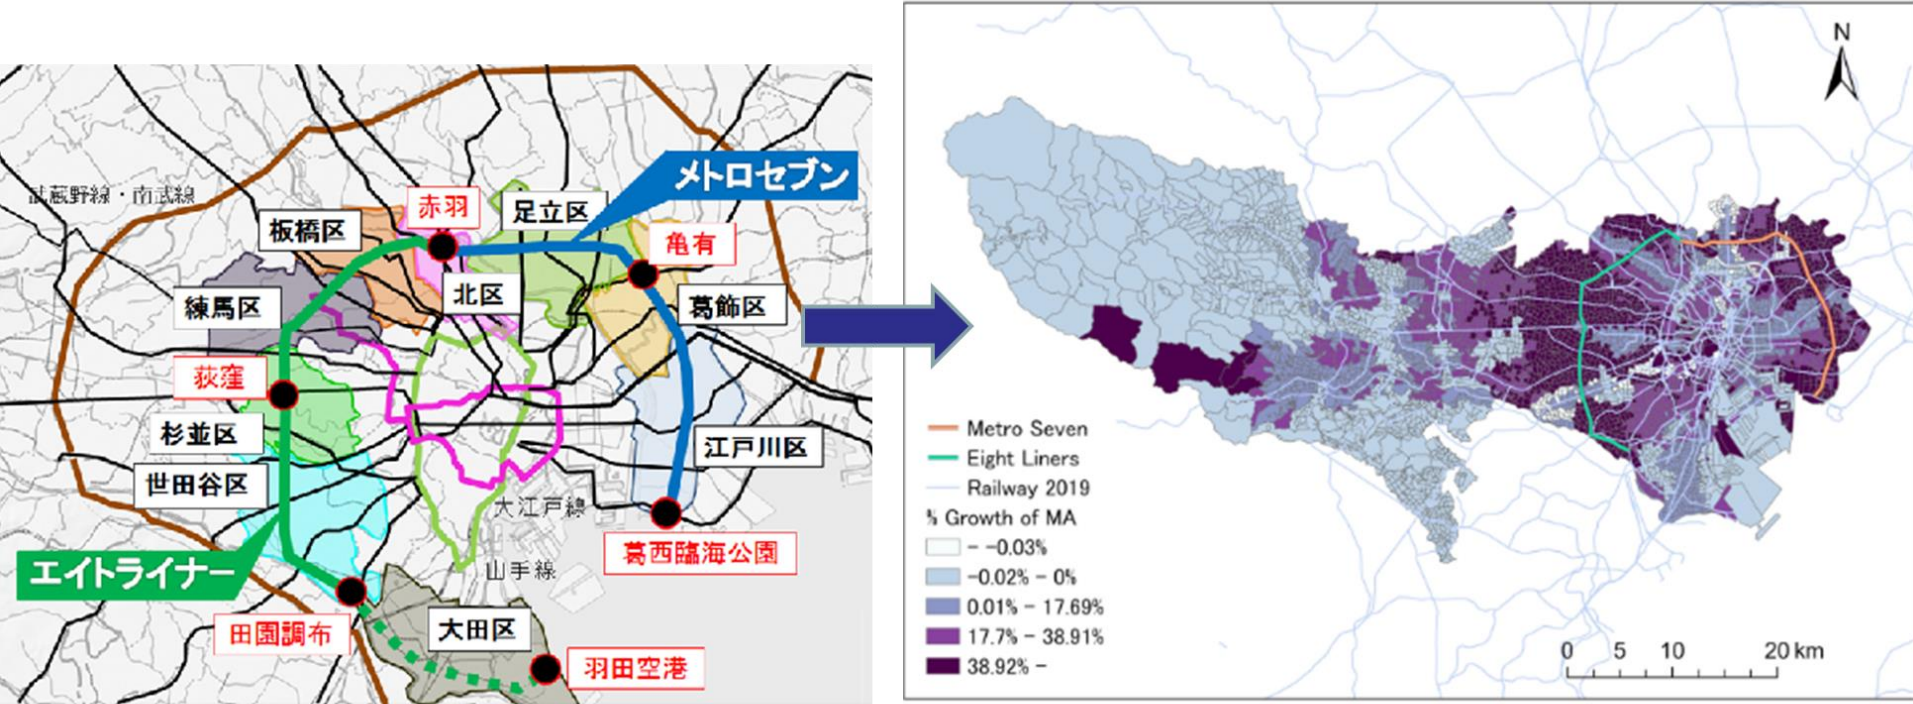 メトロセブン
武蔵野線・南武線
赤羽
足立区
板橋区
亀有
練馬区
北区
葛飾区
荻窪
杉並区
江戸川区
世田谷区
大江戸線
葛西臨海公園
エイトライナー
山手線
田園調布
大田区
羽田空港
N
Metro Seven
Eight Liners
Railway 2019
% Growth of MA
- -0.03%
-0.02% - 0%
0.01% - 17.69%
17.7% - 38.91%
38.92% -
0 5 10 20 km